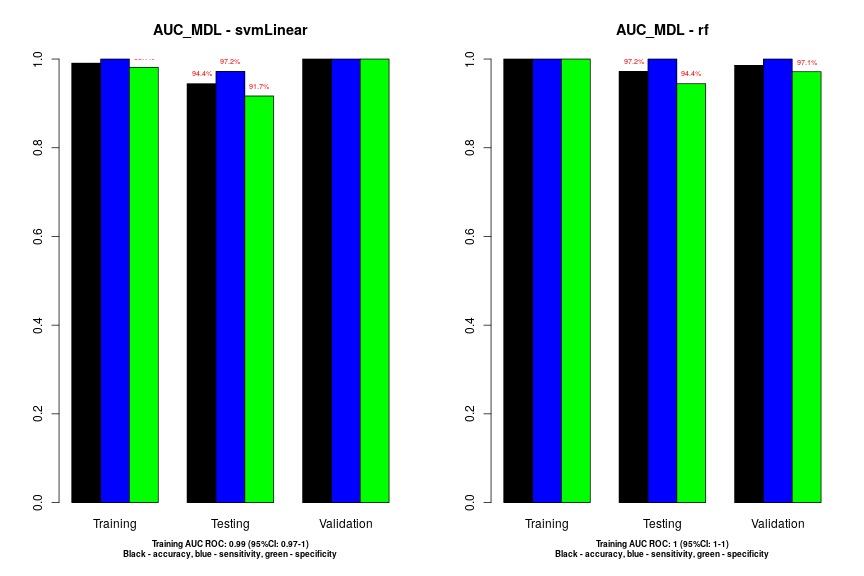 AUC_MDL - svmLinear
1.0
0.8
0.6
0.4
0.2
0.0
94.4%
97.2%
91.7%
Training
Testing
Validation
Training AUC ROC: 0.99 (95%CI: 0.97-1)
Black - accuracy, blue - sensitivity, green - specificity
AUC_MDL - rf
1.0
0.8
0.6
0.4
0.2
0.0
97.2%
94.4%
97.1%
Training
Testing
Validation
Training AUC ROC: 1 (95%CI: 1-1)
Black - accuracy, blue - sensitivity, green - specificity